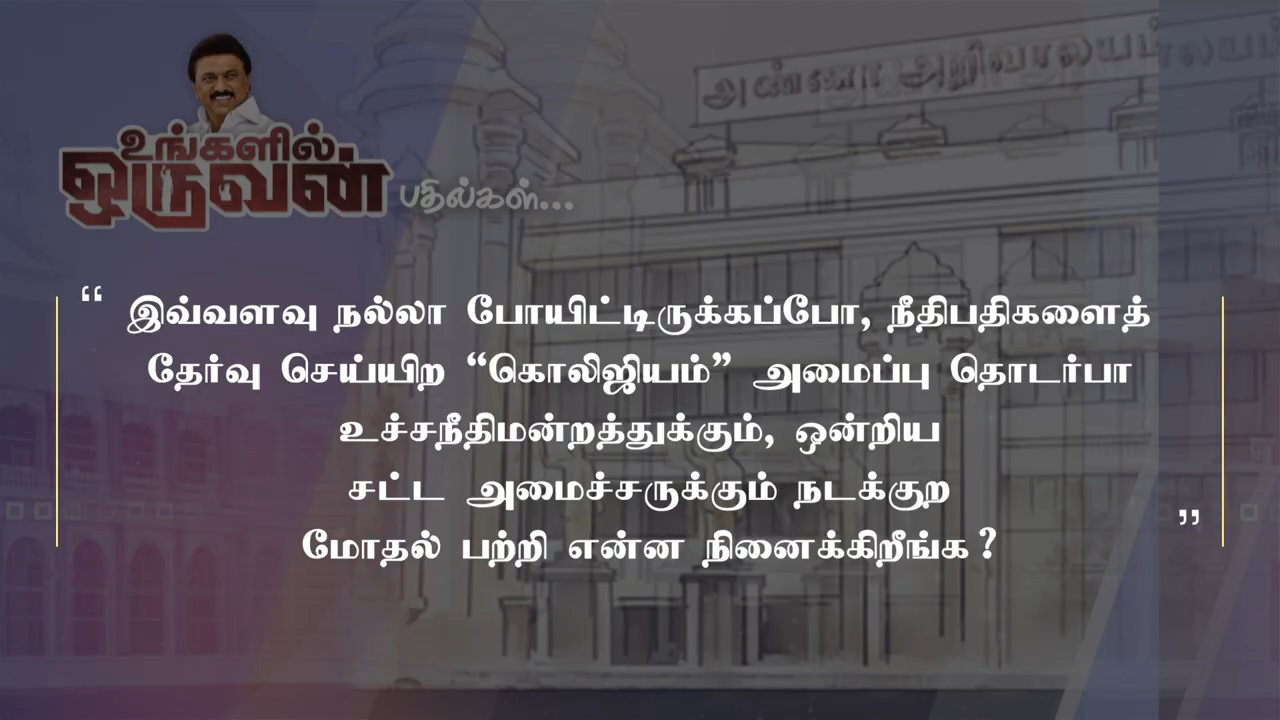 அண்ணா அறிவாலயம்
உங்களில்
ஒருவன்
பதில்கள்...
“ இவ்வளவு நல்லா போயிட்டிருக்கப்போ, நீதிபதிகளைத்
தேர்வு செய்யிற “கொலிஜியம்” அமைப்பு தொடர்பா
உச்சநீதிமன்றத்துக்கும், ஒன்றிய
சட்ட அமைச்சருக்கும் நடக்குற
மோதல் பற்றி என்ன நினைக்கிறீங்க ? ”